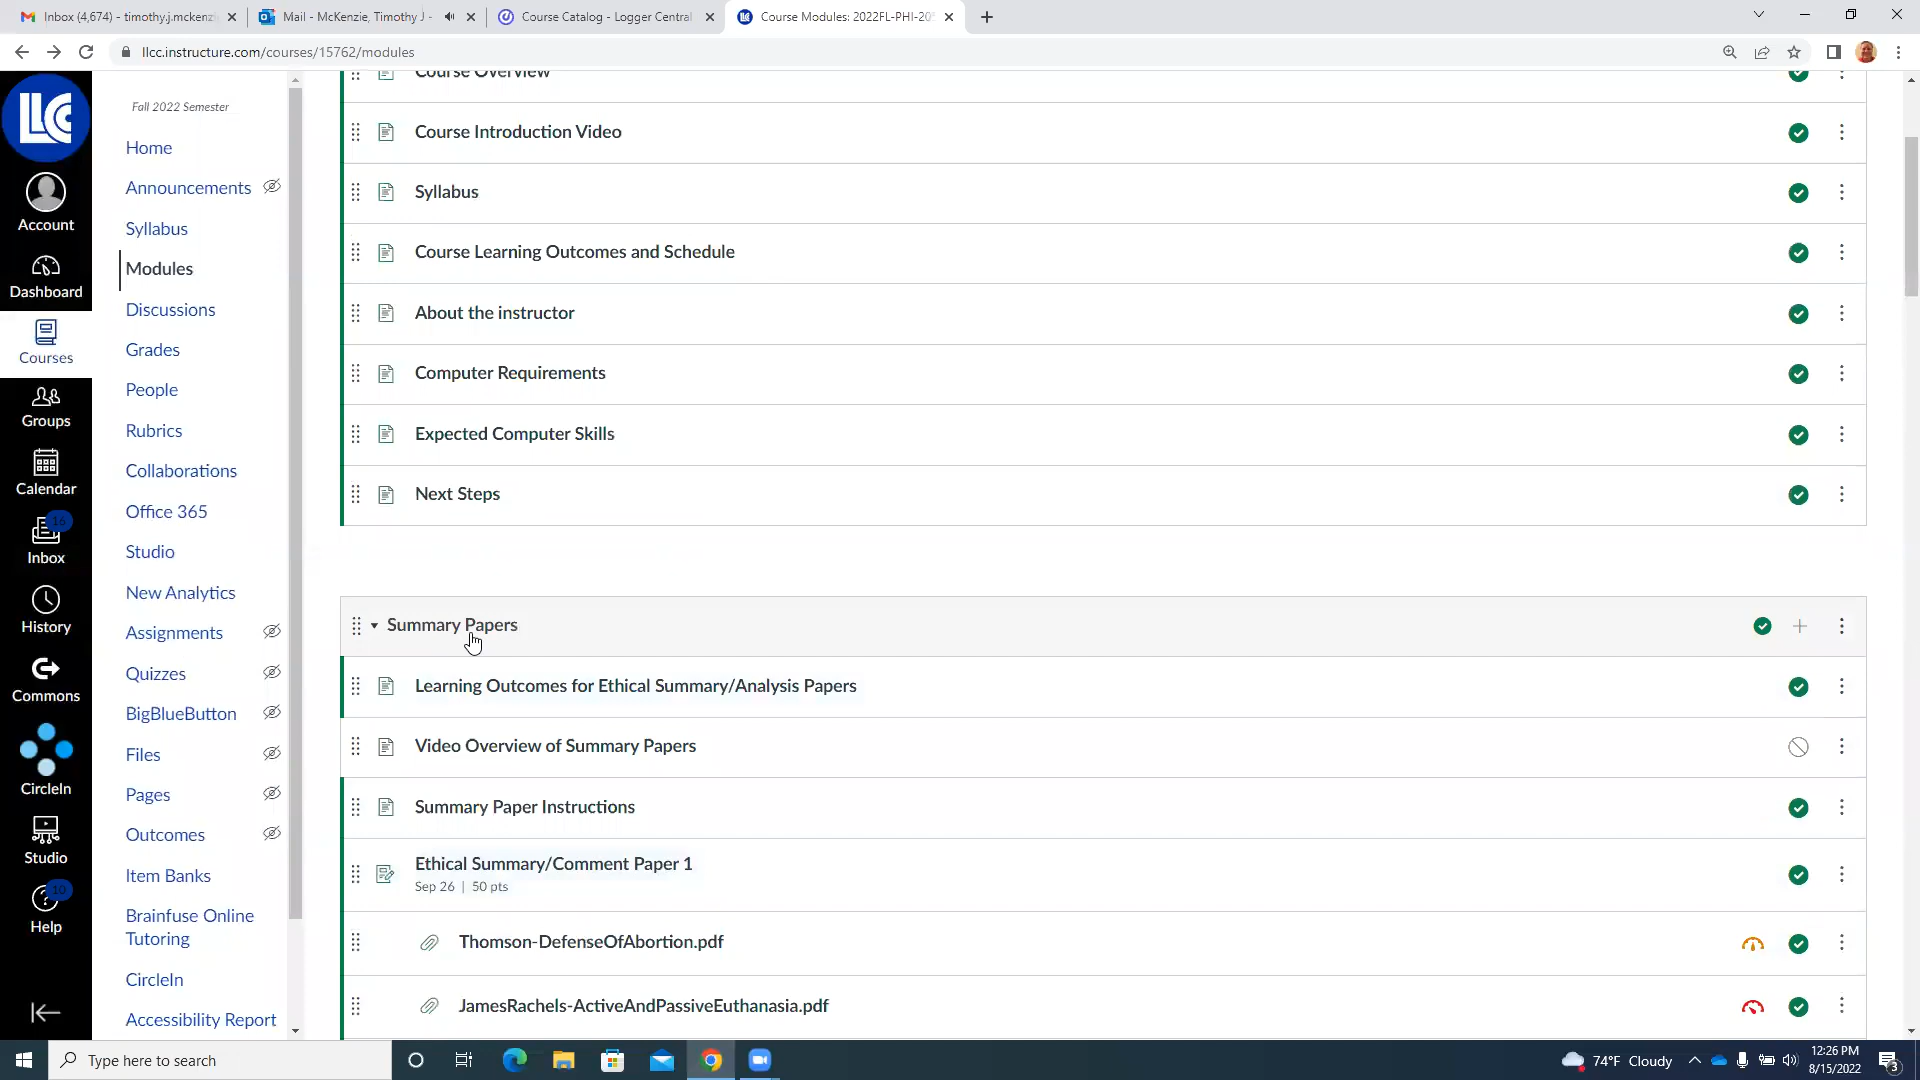 Inbox (4,674) - timothy.j.mckenzi
Mail - McKenzie, Timothy J -
Course Catalog - Logger Central
Course Modules: 2022FL-PHI-20
llcc.instructure.com/courses/15762/modules
LLC
Account
Dashboard
Courses
Groups
Calendar
16
Inbox
History
Commons
CircleIn
Studio
10
Help
Fall 2022 Semester
Home
Announcements
Syllabus
Modules
Discussions
Grades
People
Rubrics
Collaborations
Office 365
Studio
New Analytics
Assignments
Quizzes
BigBlueButton
Files
Pages
Outcomes
Item Banks
Brainfuse Online
Tutoring
CircleIn
Accessibility Report
Course Overview
Course Introduction Video
Syllabus
Course Learning Outcomes and Schedule
About the instructor
Computer Requirements
Expected Computer Skills
Next Steps
Summary Papers
Learning Outcomes for Ethical Summary/Analysis Papers
Video Overview of Summary Papers
Summary Paper Instructions
Ethical Summary/Comment Paper 1
Sep 26 | 50 pts
Thomson-DefenseOfAbortion.pdf
JamesRachels-ActiveAndPassiveEuthanasia.pdf
Type here to search
74°F Cloudy
12:26 PM
8/15/2022
3